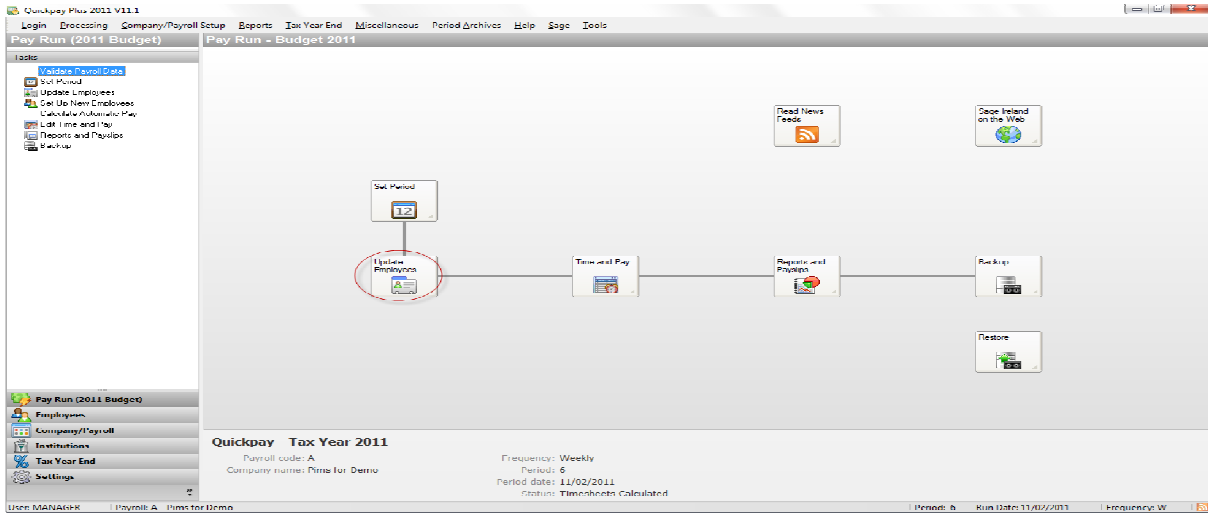 Quickpay Plus 2011 V11.1
Login Processing Company/Payroll Setup Reports Tax Year End Miscellaneous Period Archives Help Sage Tools
Pay Run (2011 Budget)
Pay Run - Budget 2011
Tasks
Validate Payroll Data
Set Period
Update Employees
Set Up New Employees
Calculate Automatic Pay
Edit Time and Pay
Reports and Payslips
Backup
Read News
Feeds
Sage Ireland
on the Web
Set Period
12
Update
Employees
Time and Pay
Reports and
Payslips
Backup
Restore
Pay Run (2011 Budget)
Employees
Company/Payroll
Institutions
Tax Year End
Settings
Quickpay Tax Year 2011
Payroll code: A
Company name: Pims for Demo
Frequency: Weekly
Period: 6
Period date: 11/02/2011
Status: Timesheets Calculated
User: MANAGER Payroll: A Pims for Demo Period: 6 Run Date: 11/02/2011 Frequency: W